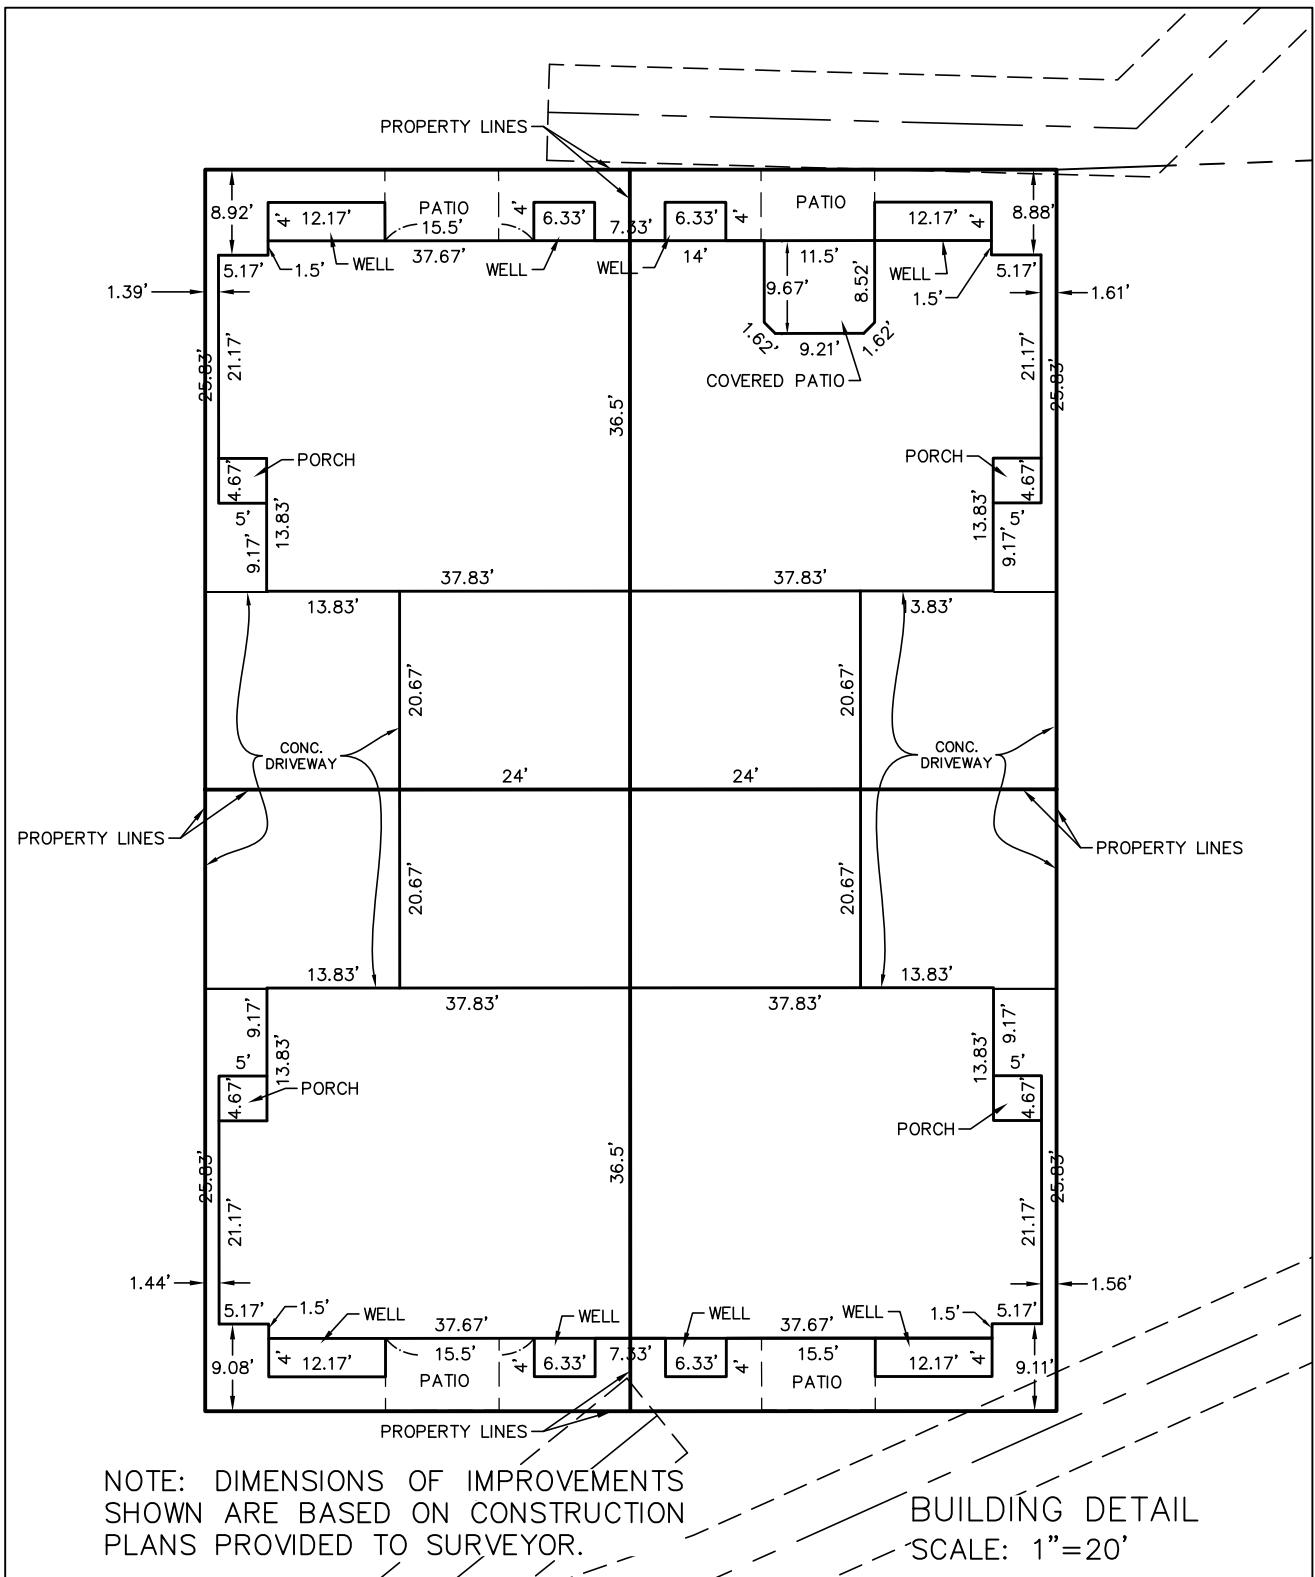 PROPERTY LINES
8.92'
4'
12.17'
PATIO
15.5'
4'
6.33'
7.33'
6.33'
4'
PATIO
12.17'
4'
8.88'
5.17'
1.5'
WELL
37.67'
WELL
WELL
14'
11.5'
WELL
1.5'
5.17'
1.39'
9.67'
8.52'
1.61'
25.83'
21.17'
1.62'
9.21'
1.62'
21.17'
25.83'
COVERED PATIO
36.5'
PORCH
PORCH
4.67'
4.67'
5'
13.83'
13.83'
5'
9.17'
9.17'
37.83'
37.83'
13.83'
13.83'
20.67'
20.67'
CONC.
DRIVEWAY
CONC.
DRIVEWAY
24'
24'
PROPERTY LINES
PROPERTY LINES
20.67'
20.67'
13.83'
13.83'
37.83'
37.83'
9.17'
9.17'
5'
13.83'
13.83'
5'
4.67'
PORCH
4.67'
PORCH
36.5'
25.83'
21.17'
21.17'
25.83'
1.44'
1.56'
5.17'
1.5'
WELL
37.67'
WELL
WELL
37.67'
WELL
1.5'
5.17'
9.08'
4'
12.17'
15.5'
PATIO
4'
6.33'
7.33'
6.33'
4'
15.5'
PATIO
12.17'
4'
9.11'
PROPERTY LINES
NOTE: DIMENSIONS OF IMPROVEMENTS
SHOWN ARE BASED ON CONSTRUCTION
PLANS PROVIDED TO SURVEYOR.
BUILDING DETAIL
SCALE: 1"=20'